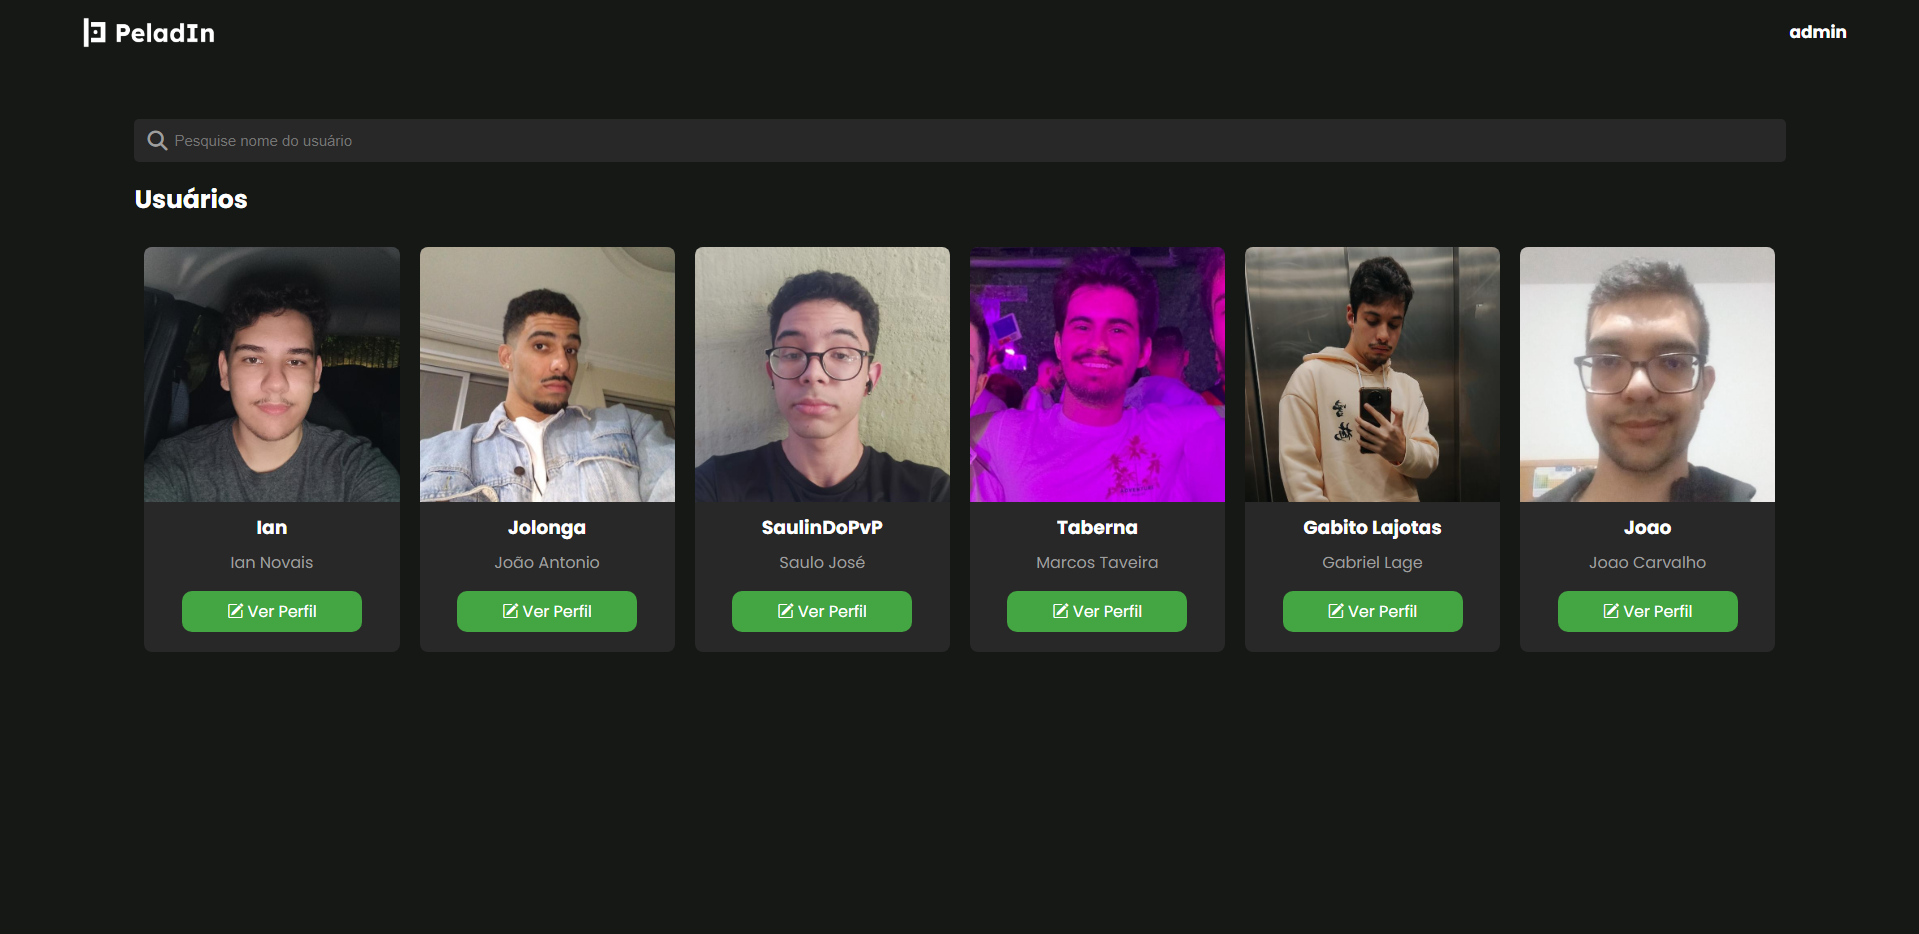 PeladIn
admin
Pesquise nome do usuário
Usuários
Ian
Ian Novais
Ver Perfil
Jolonga
João Antonio
Ver Perfil
SaulinDoPvP
Saulo José
Ver Perfil
Taberna
Marcos Taveira
Ver Perfil
Gabito Lajotas
Gabriel Lage
Ver Perfil
Joao
Joao Carvalho
Ver Perfil